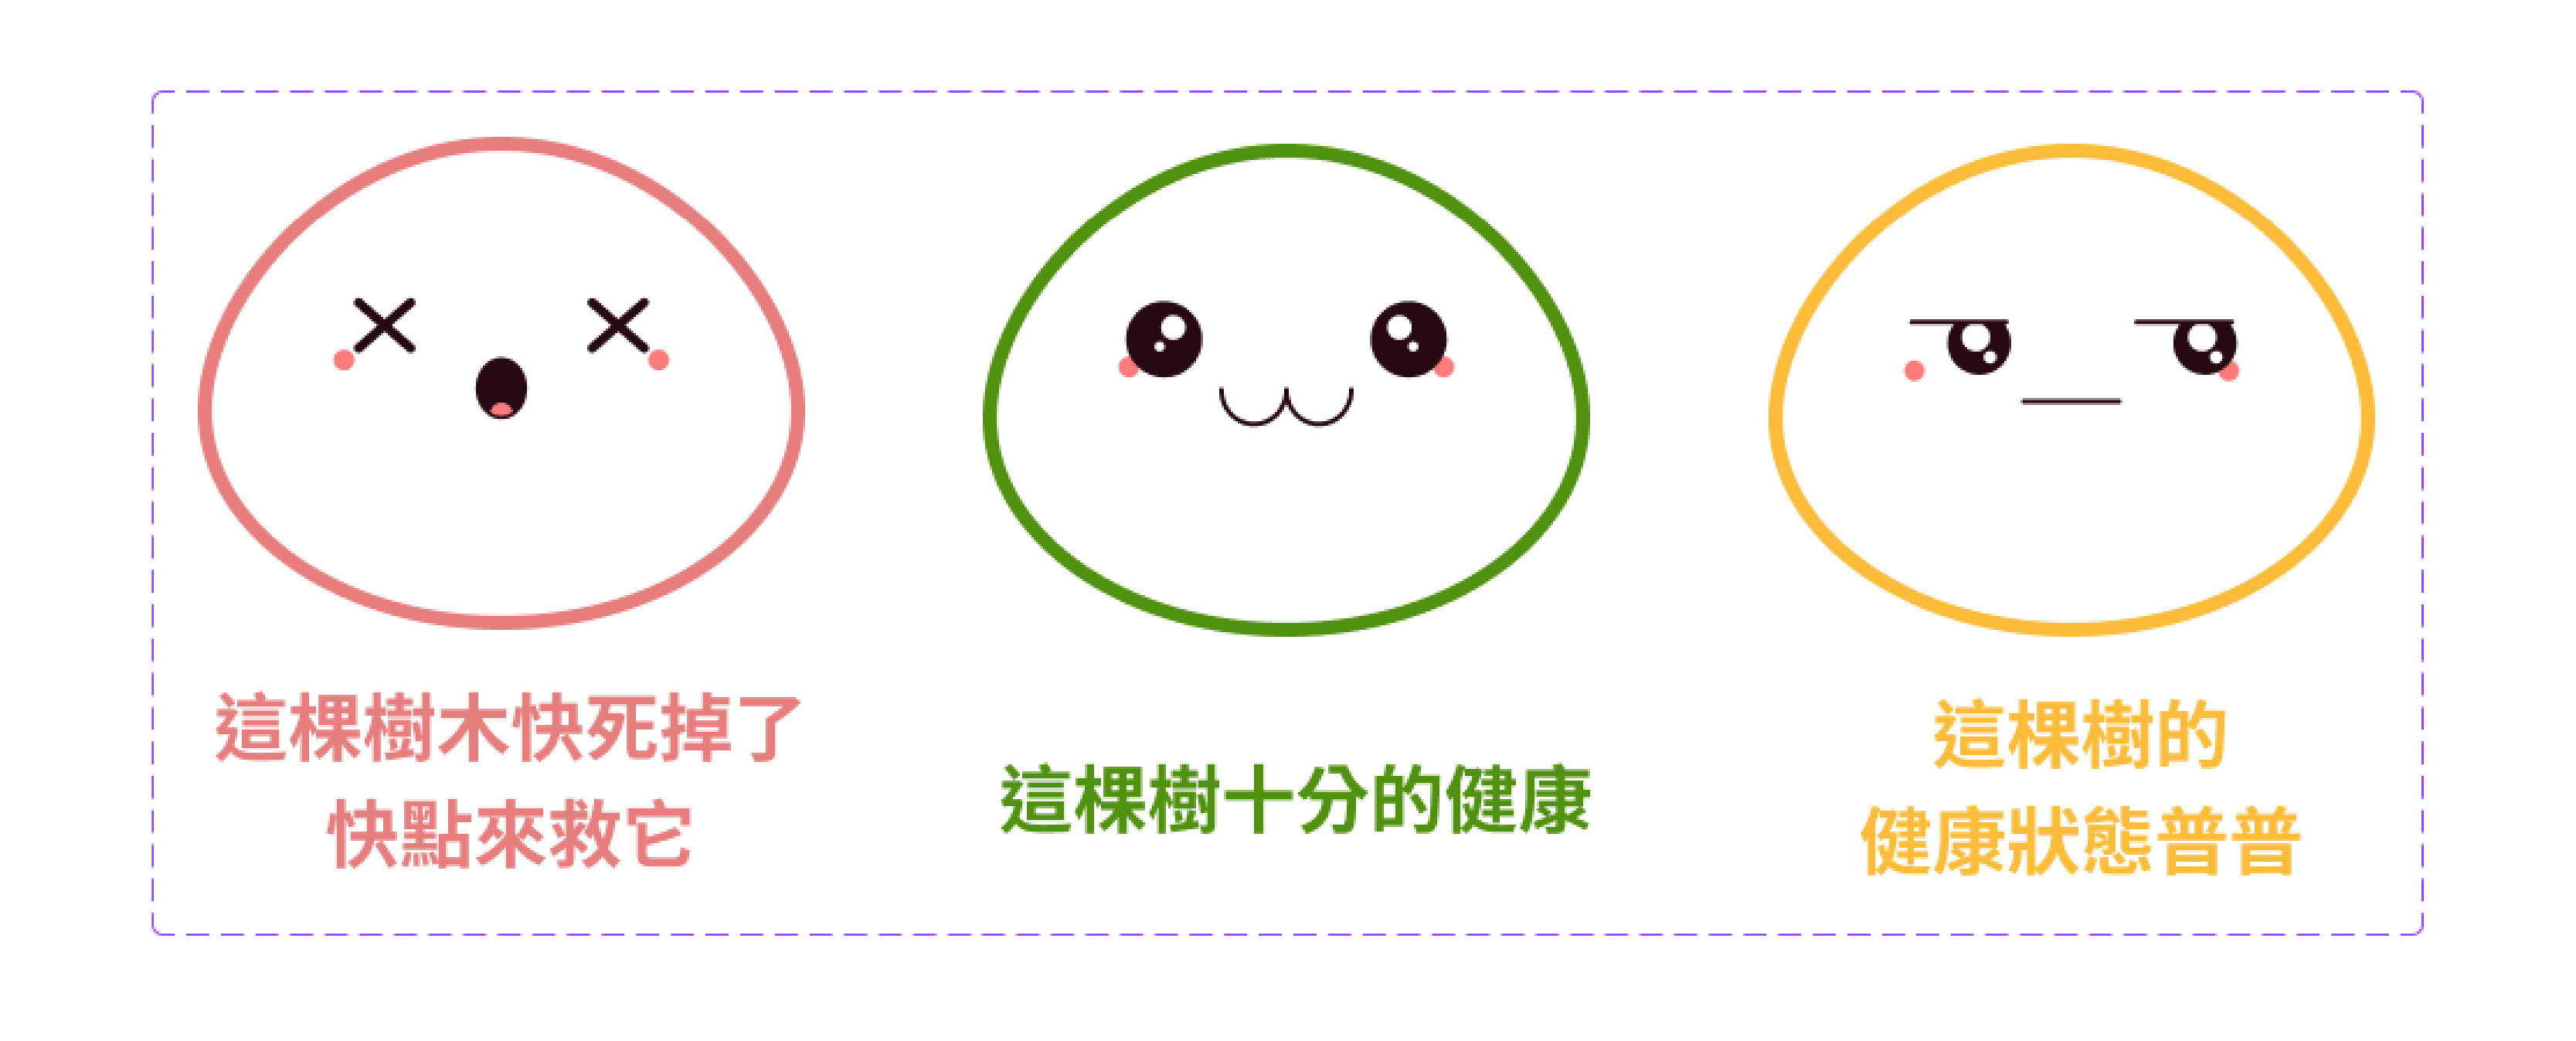 這棵樹木快死掉了
快點來救它
這棵樹十分的健康
這棵樹的
健康狀態普普